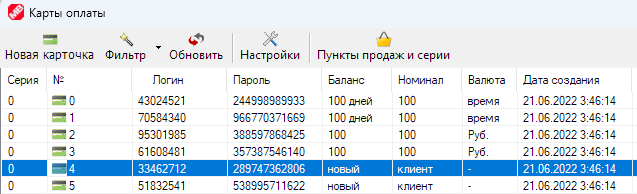 Карты оплаты
Новая карточка Фильтр Обновить Настройки Пункты продаж и серии
Серия № Логин Пароль Баланс Номинал Валюта Дата создания
0 0 43024521 244998989933 100 дней 100 время 21.06.2022 3:46:14
0 1 70584340 966770371669 100 дней 100 время 21.06.2022 3:46:14
0 2 95301985 388597868425 100 100 Руб. 21.06.2022 3:46:14
0 3 61608481 357387546140 100 100 Руб. 21.06.2022 3:46:14
0 4 33462712 289747362806 новый клиент - 21.06.2022 3:46:14
0 5 51832541 538995711622 новый клиент - 21.06.2022 3:46:14